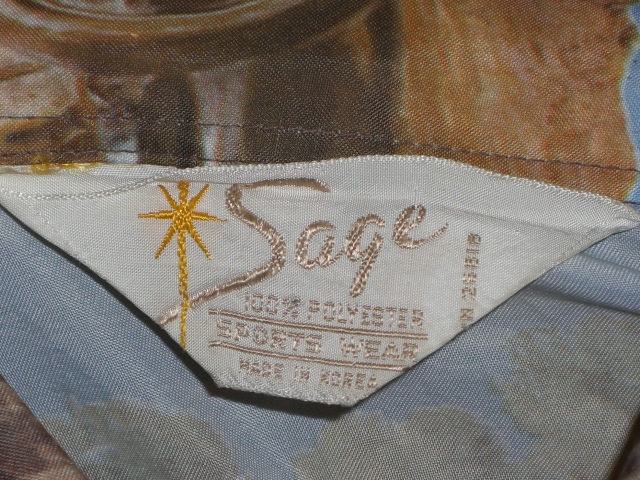 Sage
100% POLYESTER
SPORTS WEAR
MADE IN KOREA